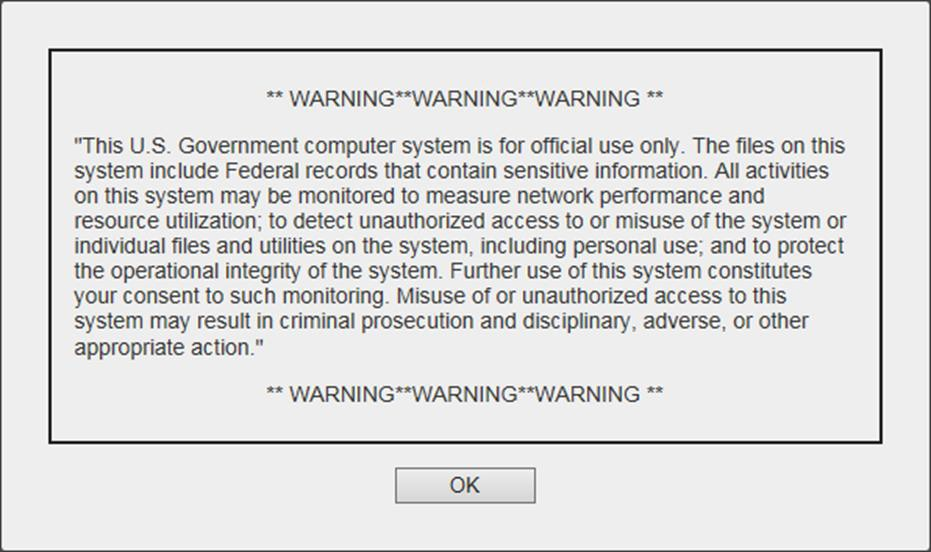 ** WARNING**WARNING**WARNING **
"This U.S. Government computer system is for official use only. The files on this
system include Federal records that contain sensitive information. All activities
on this system may be monitored to measure network performance and
resource utilization; to detect unauthorized access to or misuse of the system or
individual files and utilities on the system, including personal use; and to protect
the operational integrity of the system. Further use of this system constitutes
your consent to such monitoring. Misuse of or unauthorized access to this
system may result in criminal prosecution and disciplinary, adverse, or other
appropriate action."
** WARNING**WARNING**WARNING **
OK